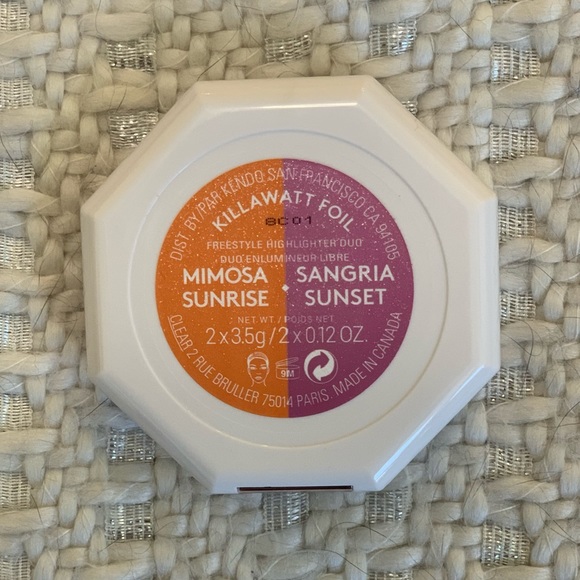 DIST. BY/PAR KENDO SAN FRANCISCO CA 94105
KILLAWATT FOIL
8C01
FREESTYLE HIGHLIGHTER DUO
DUO ENLUMINEUR LIBRE
MIMOSA SUNRISE • SANGRIA SUNSET
NET WT./POIDS NET
2 x 3.5g/2 x 0.12 OZ.
9M
CLEAR 2 RUE BRULLER 75014 PARIS. MADE IN CANADA